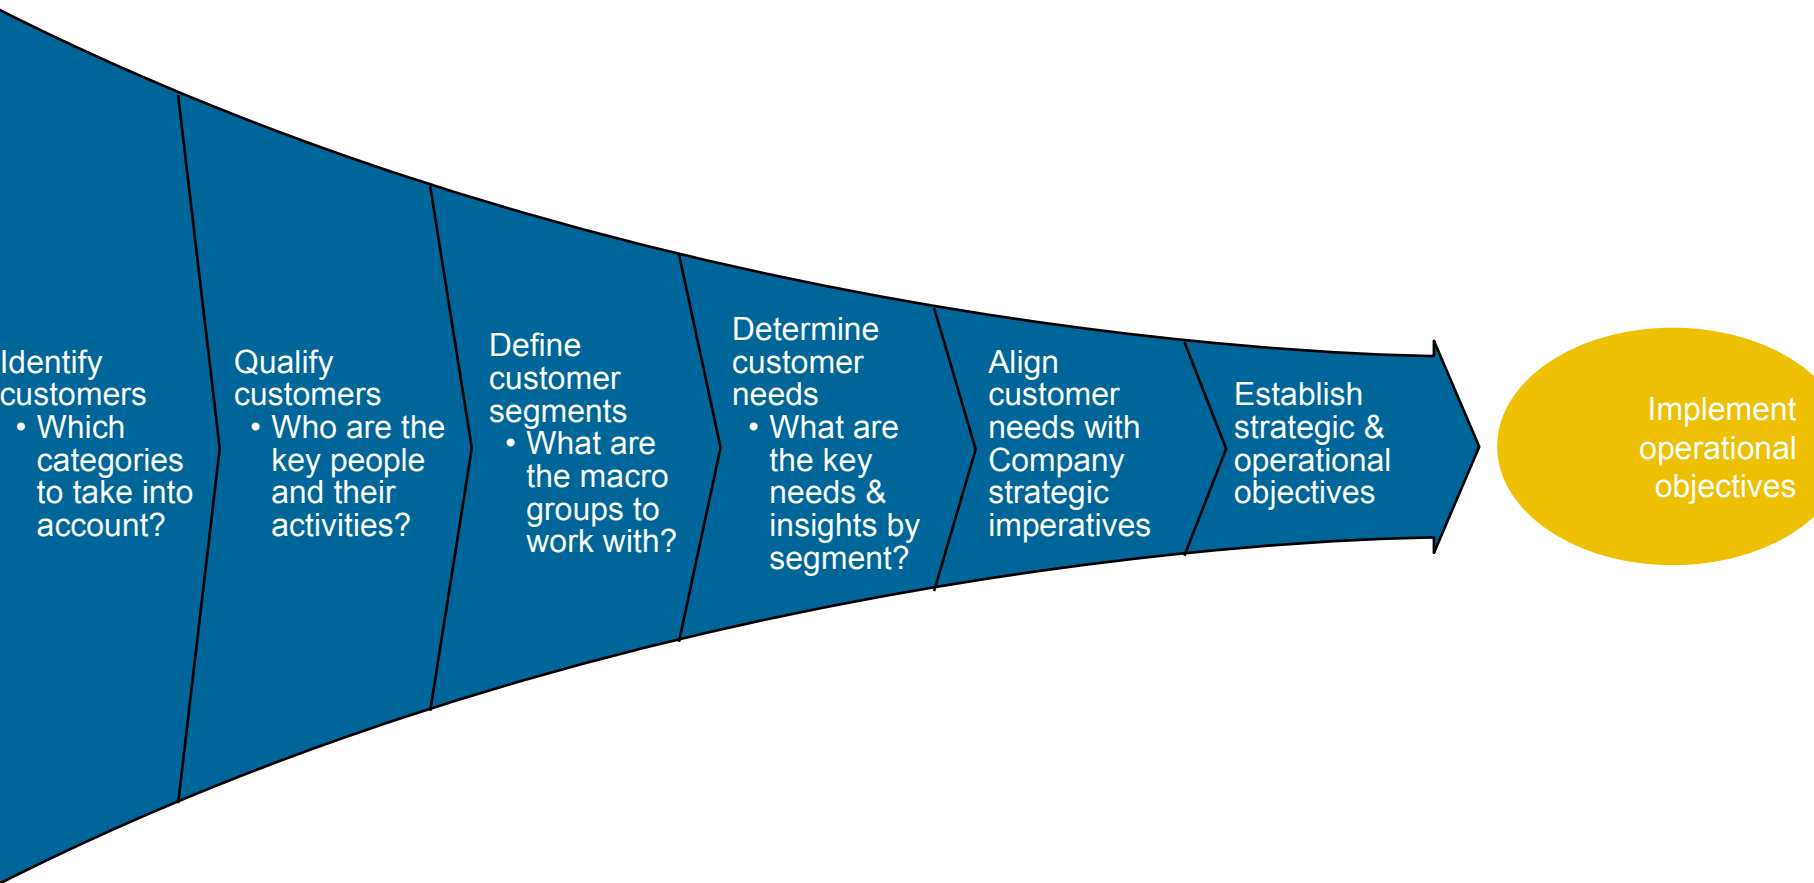 Identify
customers
• Which
categories
to take into
account?
Qualify
customers
• Who are the
key people
and their
activities?
Define
customer
segments
• What are
the macro
groups to
work with?
Determine
customer
needs
• What are
the key
needs &
insights by
segment?
Align
customer
needs with
Company
strategic
imperatives
Establish
strategic &
operational
objectives
Implement
operational
objectives